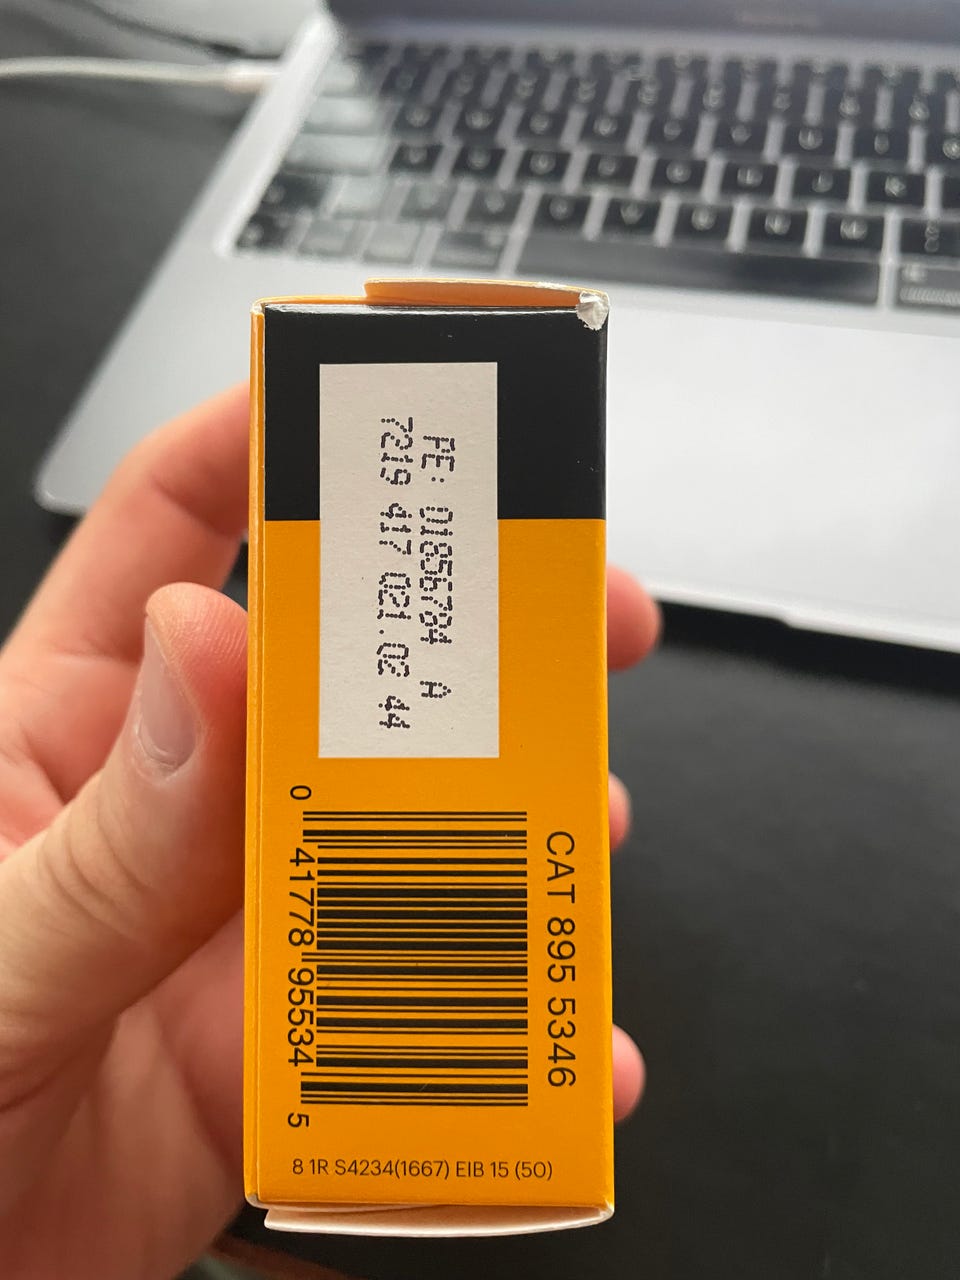 PE: 01856784 A
7219 417 021.02 44
CAT 895 5346
0 41778 95534 5
8 1R S4234(1667) EIB 15 (50)